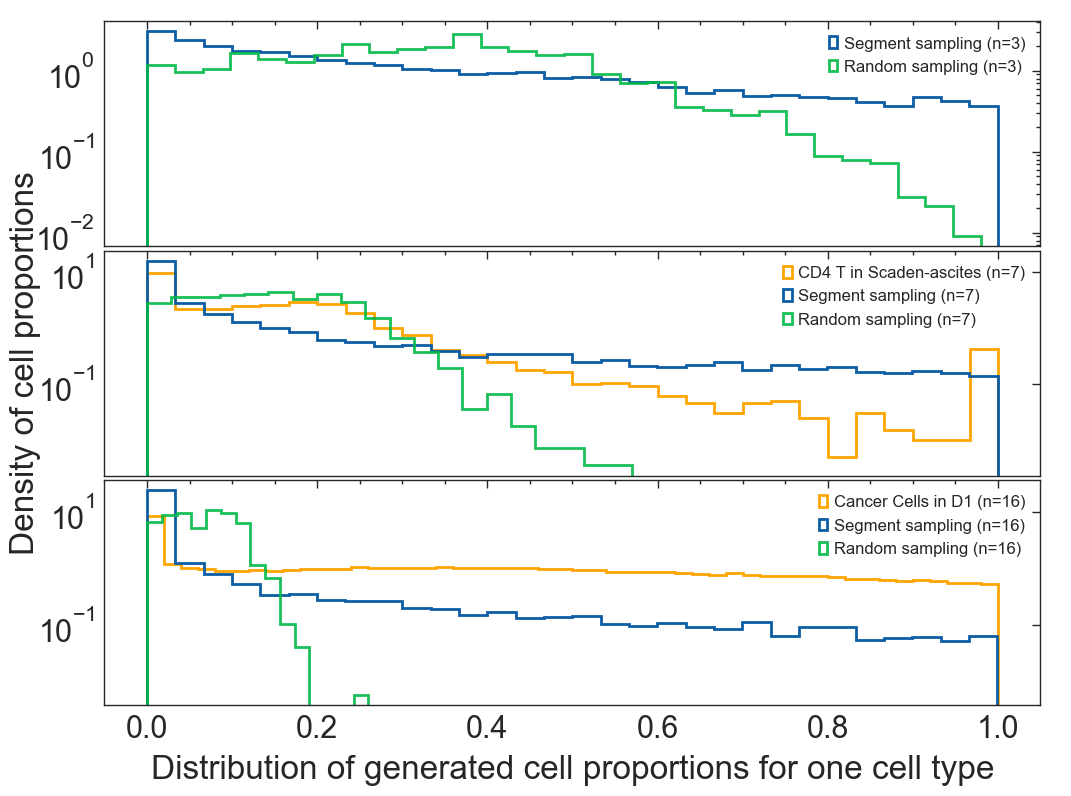 Density of cell proportions
10^0
10^−1
10^−2
Segment sampling (n=3)
Random sampling (n=3)
10^1
10^−1
CD4 T in Scaden-ascites (n=7)
Segment sampling (n=7)
Random sampling (n=7)
10^1
10^−1
Cancer Cells in D1 (n=16)
Segment sampling (n=16)
Random sampling (n=16)
0.0 0.2 0.4 0.6 0.8 1.0
Distribution of generated cell proportions for one cell type